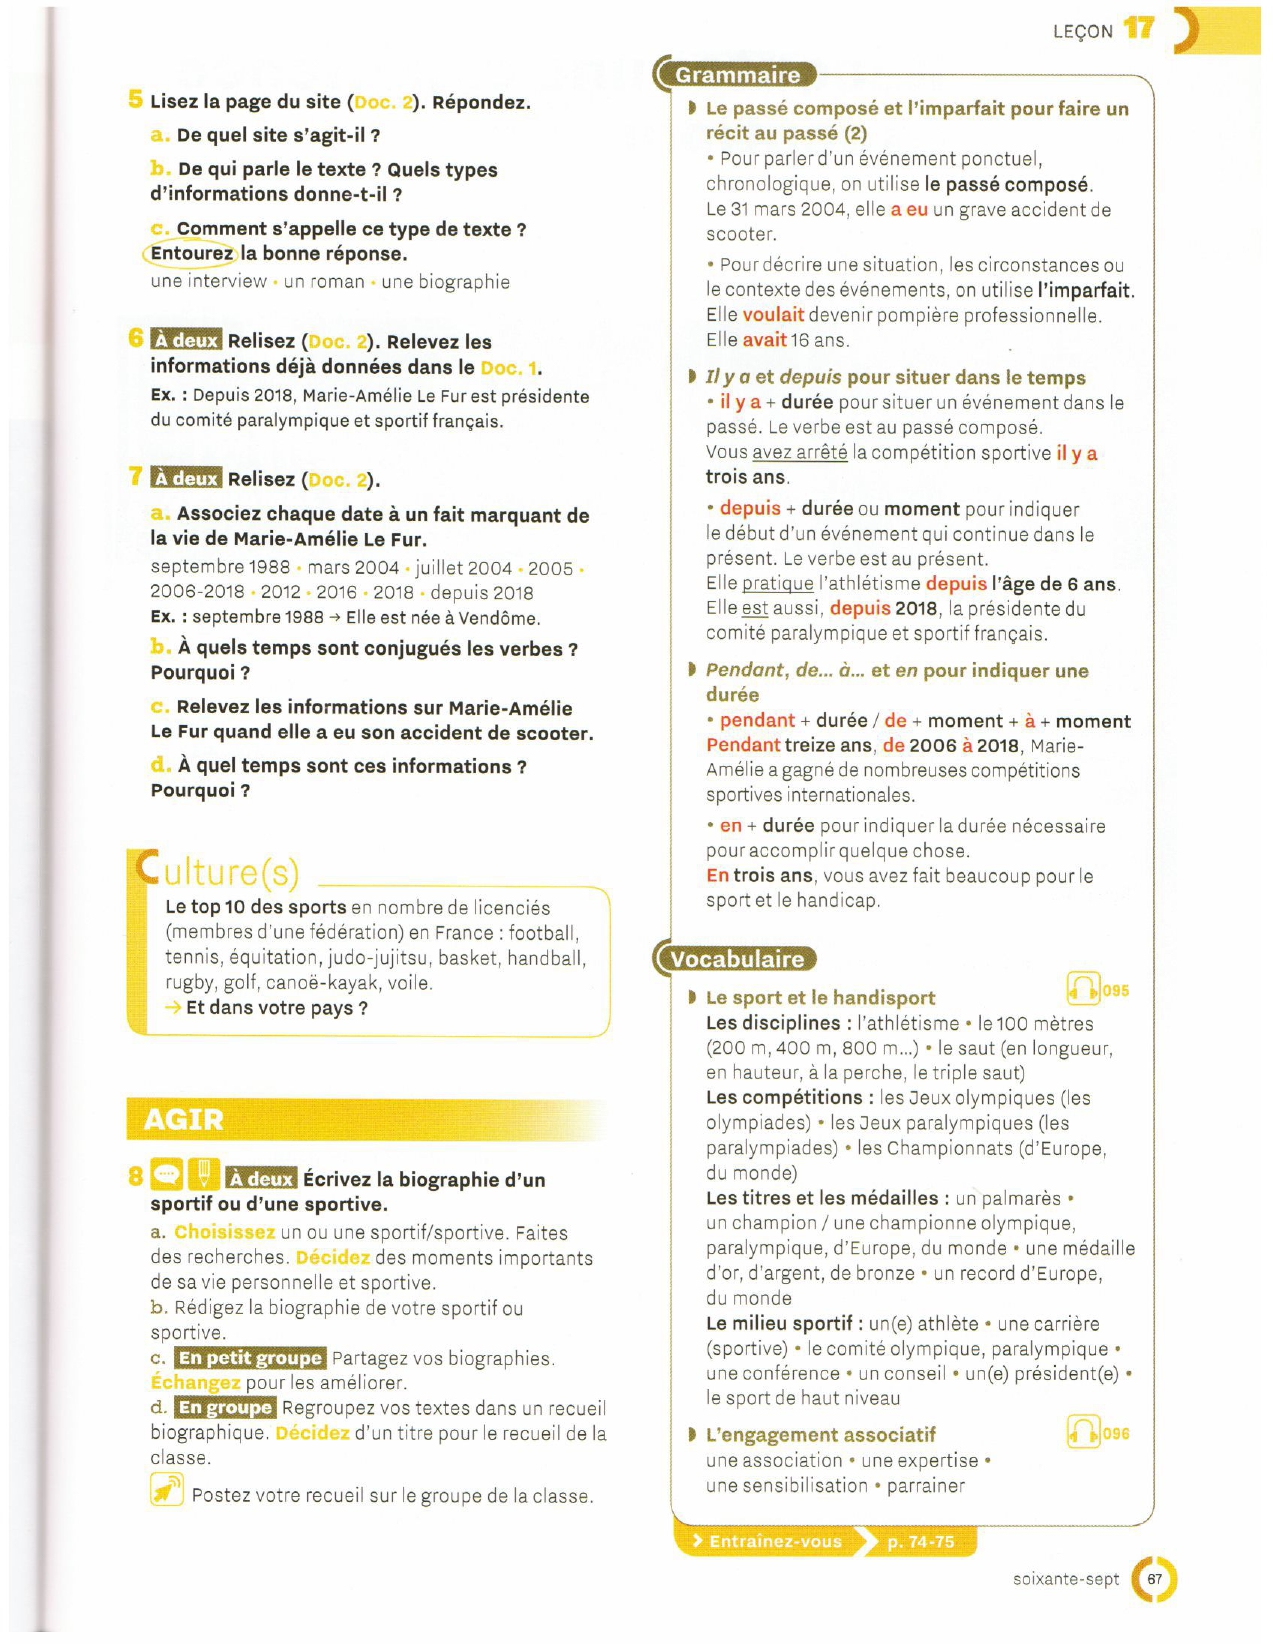 LEÇON 17
5 Lisez la page du site (Doc. 2). Répondez.
a. De quel site s'agit-il ?
b. De qui parle le texte ? Quels types
d'informations donne-t-il ?
c. Comment s'appelle ce type de texte ?
Entourez la bonne réponse.
une interview • un roman • une biographie
6 À deux Relisez (Doc. 2). Relevez les
informations déjà données dans le Doc. 1.
Ex. : Depuis 2018, Marie-Amélie Le Fur est présidente
du comité paralympique et sportif français.
7 À deux Relisez (Doc. 2).
a. Associez chaque date à un fait marquant de
la vie de Marie-Amélie Le Fur.
septembre 1988 • mars 2004 • juillet 2004 • 2005 •
2006-2018 • 2012 • 2016 • 2018 • depuis 2018
Ex. : septembre 1988 → Elle est née à Vendôme.
b. À quels temps sont conjugués les verbes ?
Pourquoi ?
c. Relevez les informations sur Marie-Amélie
Le Fur quand elle a eu son accident de scooter.
d. À quel temps sont ces informations ?
Pourquoi ?
Culture(s)
Le top 10 des sports en nombre de licenciés
(membres d'une fédération) en France : football,
tennis, équitation, judo-jujitsu, basket, handball,
rugby, golf, canoë-kayak, voile.
→ Et dans votre pays ?
AGIR
8 À deux Écrivez la biographie d'un
sportif ou d'une sportive.
a. Choisissez un ou une sportif/sportive. Faites
des recherches. Décidez des moments importants
de sa vie personnelle et sportive.
b. Rédigez la biographie de votre sportif ou
sportive.
c. En petit groupe Partagez vos biographies.
Échangez pour les améliorer.
d. En groupe Regroupez vos textes dans un recueil
biographique. Décidez d'un titre pour le recueil de la
classe.
Postez votre recueil sur le groupe de la classe.
Grammaire
Le passé composé et l'imparfait pour faire un
récit au passé (2)
• Pour parler d'un événement ponctuel,
chronologique, on utilise le passé composé.
Le 31 mars 2004, elle a eu un grave accident de
scooter.
• Pour décrire une situation, les circonstances ou
le contexte des événements, on utilise l'imparfait.
Elle voulait devenir pompière professionnelle.
Elle avait 16 ans.
Il y a et depuis pour situer dans le temps
• il y a + durée pour situer un événement dans le
passé. Le verbe est au passé composé.
Vous avez arrêté la compétition sportive il y a
trois ans.
• depuis + durée ou moment pour indiquer
le début d'un événement qui continue dans le
présent. Le verbe est au présent.
Elle pratique l'athlétisme depuis l'âge de 6 ans.
Elle est aussi, depuis 2018, la présidente du
comité paralympique et sportif français.
Pendant, de... à... et en pour indiquer une
durée
• pendant + durée / de + moment + à + moment
Pendant treize ans, de 2006 à 2018, Marie-
Amélie a gagné de nombreuses compétitions
sportives internationales.
• en + durée pour indiquer la durée nécessaire
pour accomplir quelque chose.
En trois ans, vous avez fait beaucoup pour le
sport et le handicap.
Vocabulaire
Le sport et le handisport 095
Les disciplines : l'athlétisme • le 100 mètres
(200 m, 400 m, 800 m...) • le saut (en longueur,
en hauteur, à la perche, le triple saut)
Les compétitions : les Jeux olympiques (les
olympiades) • les Jeux paralympiques (les
paralympiades) • les Championnats (d'Europe,
du monde)
Les titres et les médailles : un palmarès •
un champion / une championne olympique,
paralympique, d'Europe, du monde • une médaille
d'or, d'argent, de bronze • un record d'Europe,
du monde
Le milieu sportif : un(e) athlète • une carrière
(sportive) • le comité olympique, paralympique •
une conférence • un conseil • un(e) président(e) •
le sport de haut niveau
L'engagement associatif 096
une association • une expertise •
une sensibilisation • parrainer
> Entraînez-vous p. 74-75
soixante-sept 67